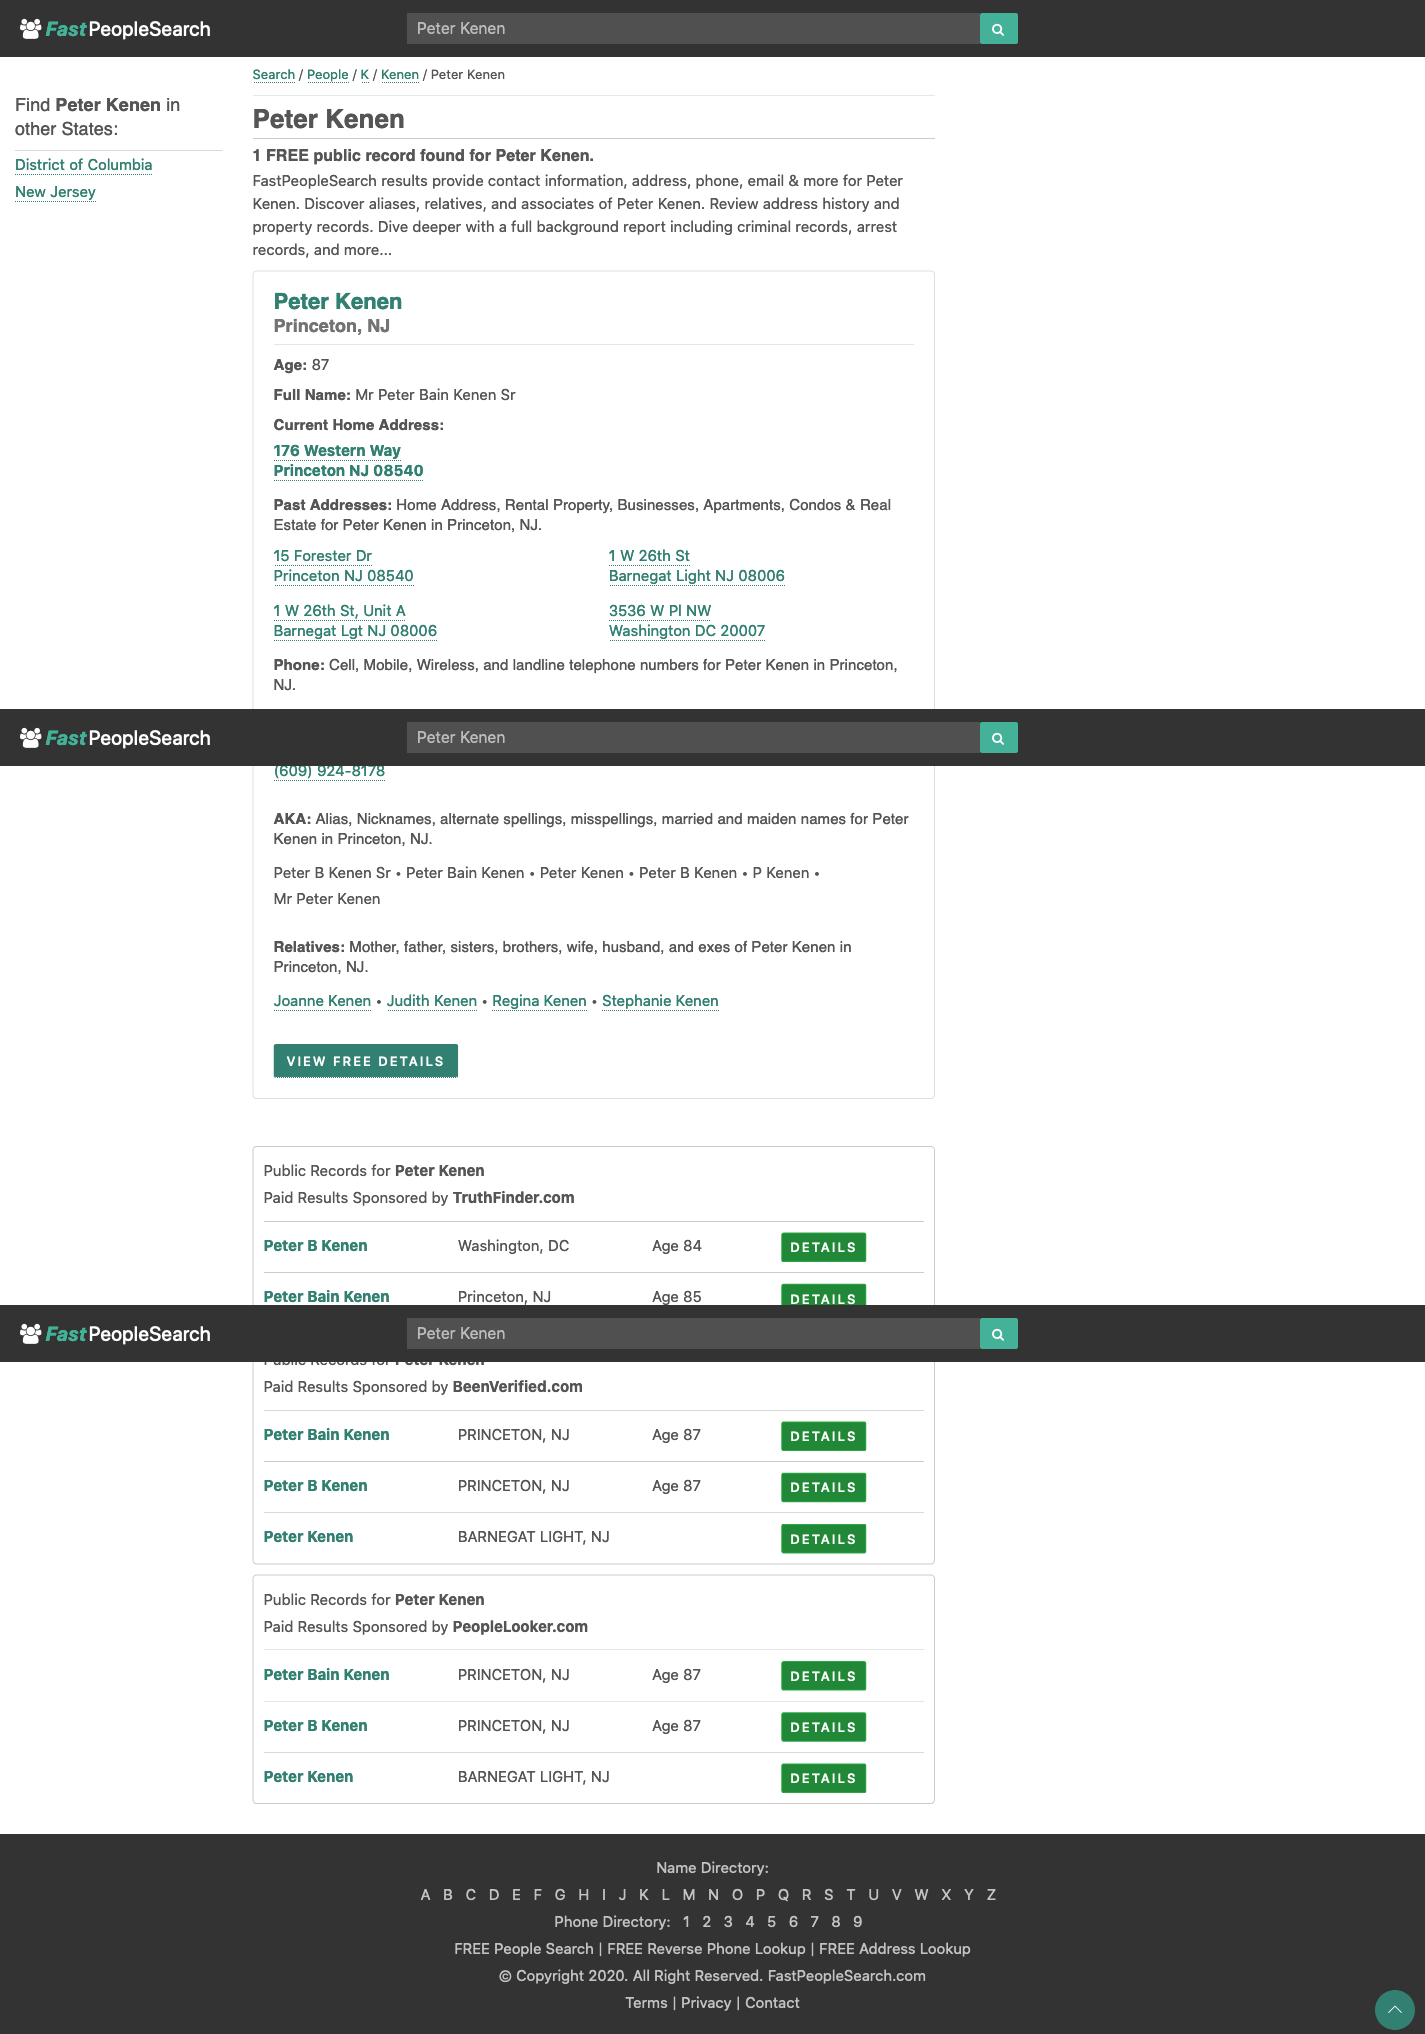 FastPeopleSearch
Peter Kenen
Search / People / K / Kenen / Peter Kenen
Find Peter Kenen in
other States:
District of Columbia
New Jersey
Peter Kenen
1 FREE public record found for Peter Kenen.
FastPeopleSearch results provide contact information, address, phone, email & more for Peter
Kenen. Discover aliases, relatives, and associates of Peter Kenen. Review address history and
property records. Dive deeper with a full background report including criminal records, arrest
records, and more...
Peter Kenen
Princeton, NJ
Age: 87
Full Name: Mr Peter Bain Kenen Sr
Current Home Address:
176 Western Way
Princeton NJ 08540
Past Addresses: Home Address, Rental Property, Businesses, Apartments, Condos & Real
Estate for Peter Kenen in Princeton, NJ.
15 Forester Dr
Princeton NJ 08540
1 W 26th St
Barnegat Light NJ 08006
1 W 26th St, Unit A
Barnegat Lgt NJ 08006
3536 W Pl NW
Washington DC 20007
Phone: Cell, Mobile, Wireless, and landline telephone numbers for Peter Kenen in Princeton,
NJ.
FastPeopleSearch
Peter Kenen
(609) 924-8178
AKA: Alias, Nicknames, alternate spellings, misspellings, married and maiden names for Peter
Kenen in Princeton, NJ.
Peter B Kenen Sr • Peter Bain Kenen • Peter Kenen • Peter B Kenen • P Kenen •
Mr Peter Kenen
Relatives: Mother, father, sisters, brothers, wife, husband, and exes of Peter Kenen in
Princeton, NJ.
Joanne Kenen • Judith Kenen • Regina Kenen • Stephanie Kenen
VIEW FREE DETAILS
Public Records for Peter Kenen
Paid Results Sponsored by TruthFinder.com
Peter B Kenen Washington, DC Age 84 DETAILS
Peter Bain Kenen Princeton, NJ Age 85 DETAILS
FastPeopleSearch
Peter Kenen
Public Records for Peter Kenen
Paid Results Sponsored by BeenVerified.com
Peter Bain Kenen PRINCETON, NJ Age 87 DETAILS
Peter B Kenen PRINCETON, NJ Age 87 DETAILS
Peter Kenen BARNEGAT LIGHT, NJ DETAILS
Public Records for Peter Kenen
Paid Results Sponsored by PeopleLooker.com
Peter Bain Kenen PRINCETON, NJ Age 87 DETAILS
Peter B Kenen PRINCETON, NJ Age 87 DETAILS
Peter Kenen BARNEGAT LIGHT, NJ DETAILS
Name Directory:
A B C D E F G H I J K L M N O P Q R S T U V W X Y Z
Phone Directory: 1 2 3 4 5 6 7 8 9
FREE People Search | FREE Reverse Phone Lookup | FREE Address Lookup
© Copyright 2020. All Right Reserved. FastPeopleSearch.com
Terms | Privacy | Contact